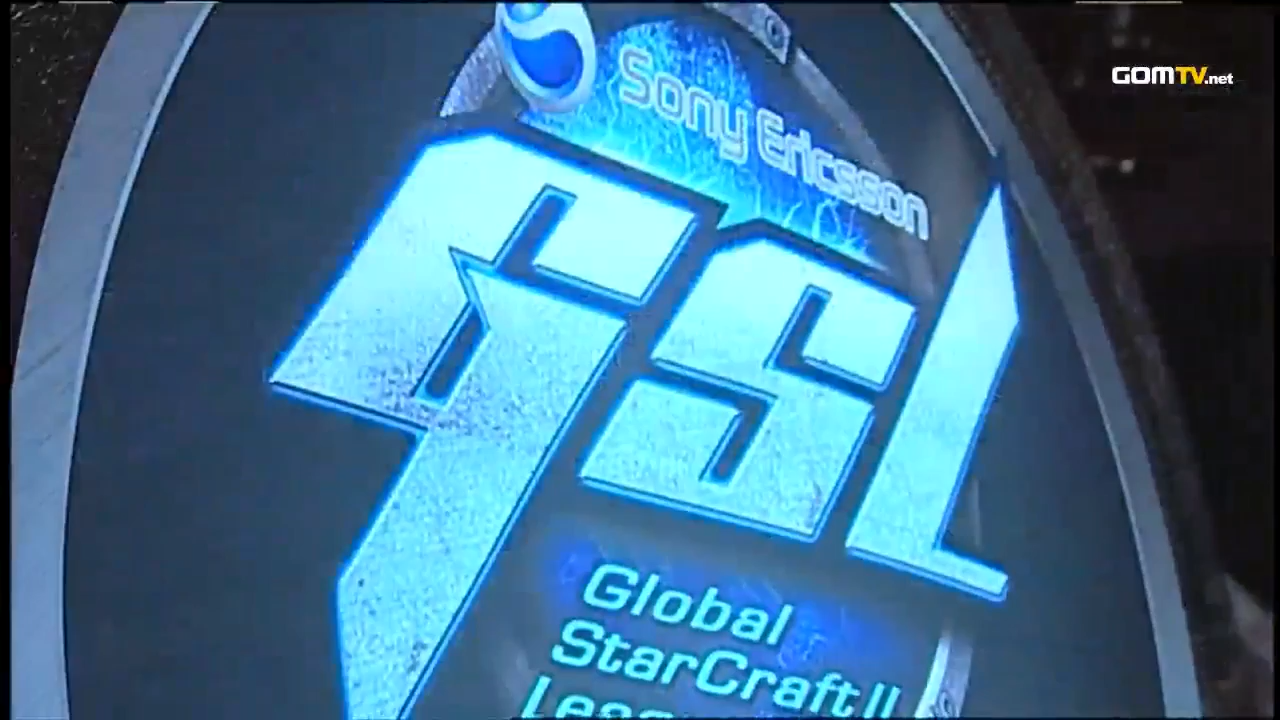 GOMTV.net
Sony Ericsson
GSL
Global
StarCraft II